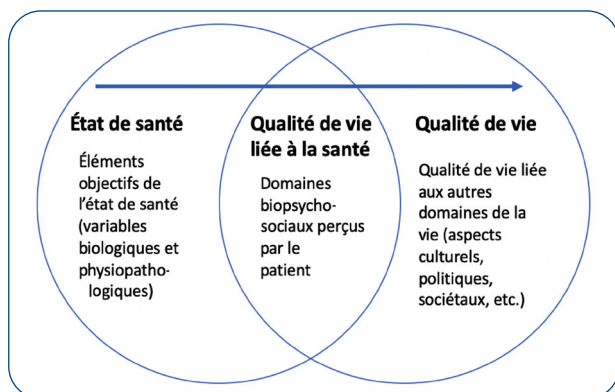 État de santé
Éléments
objectifs de
l'état de santé
(variables
biologiques et
physiopatho-
logiques)
Qualité de vie
liée à la santé
Domaines
biopsycho-
sociaux perçus
par le
patient
Qualité de vie
Qualité de vie liée
aux autres
domaines de la
vie (aspects
culturels,
politiques,
sociétaux, etc.)